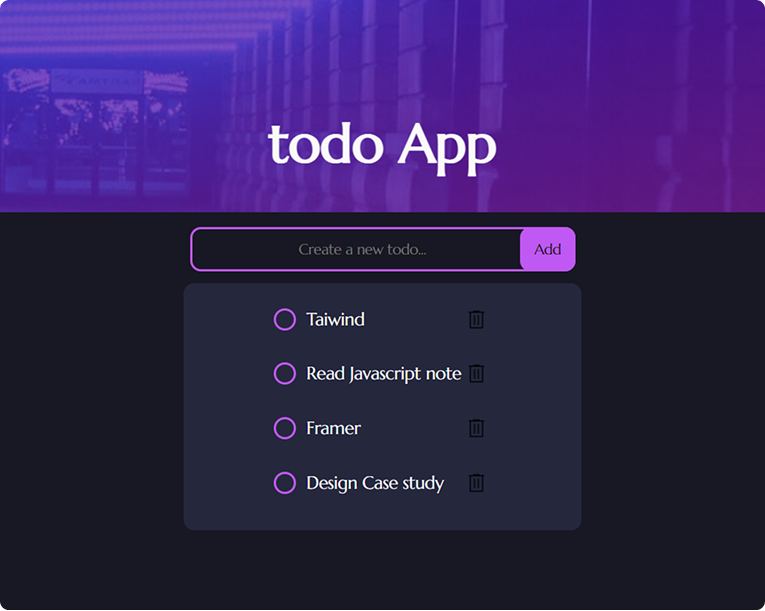 todo App
Create a new todo...
Add
Taiwind
Read Javascript note
Framer
Design Case study